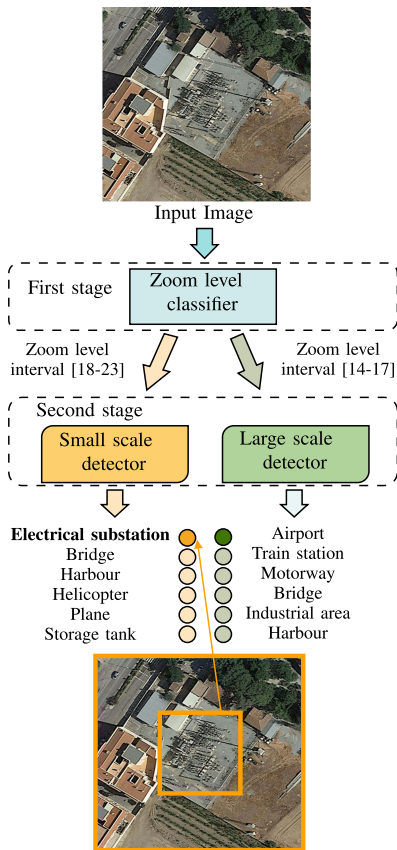 Input Image
First stage
Zoom level
classifier
Zoom level
interval [18-23]
Zoom level
interval [14-17]
Second stage
Small scale
detector
Large scale
detector
Electrical substation
Bridge
Harbour
Helicopter
Plane
Storage tank
Airport
Train station
Motorway
Bridge
Industrial area
Harbour